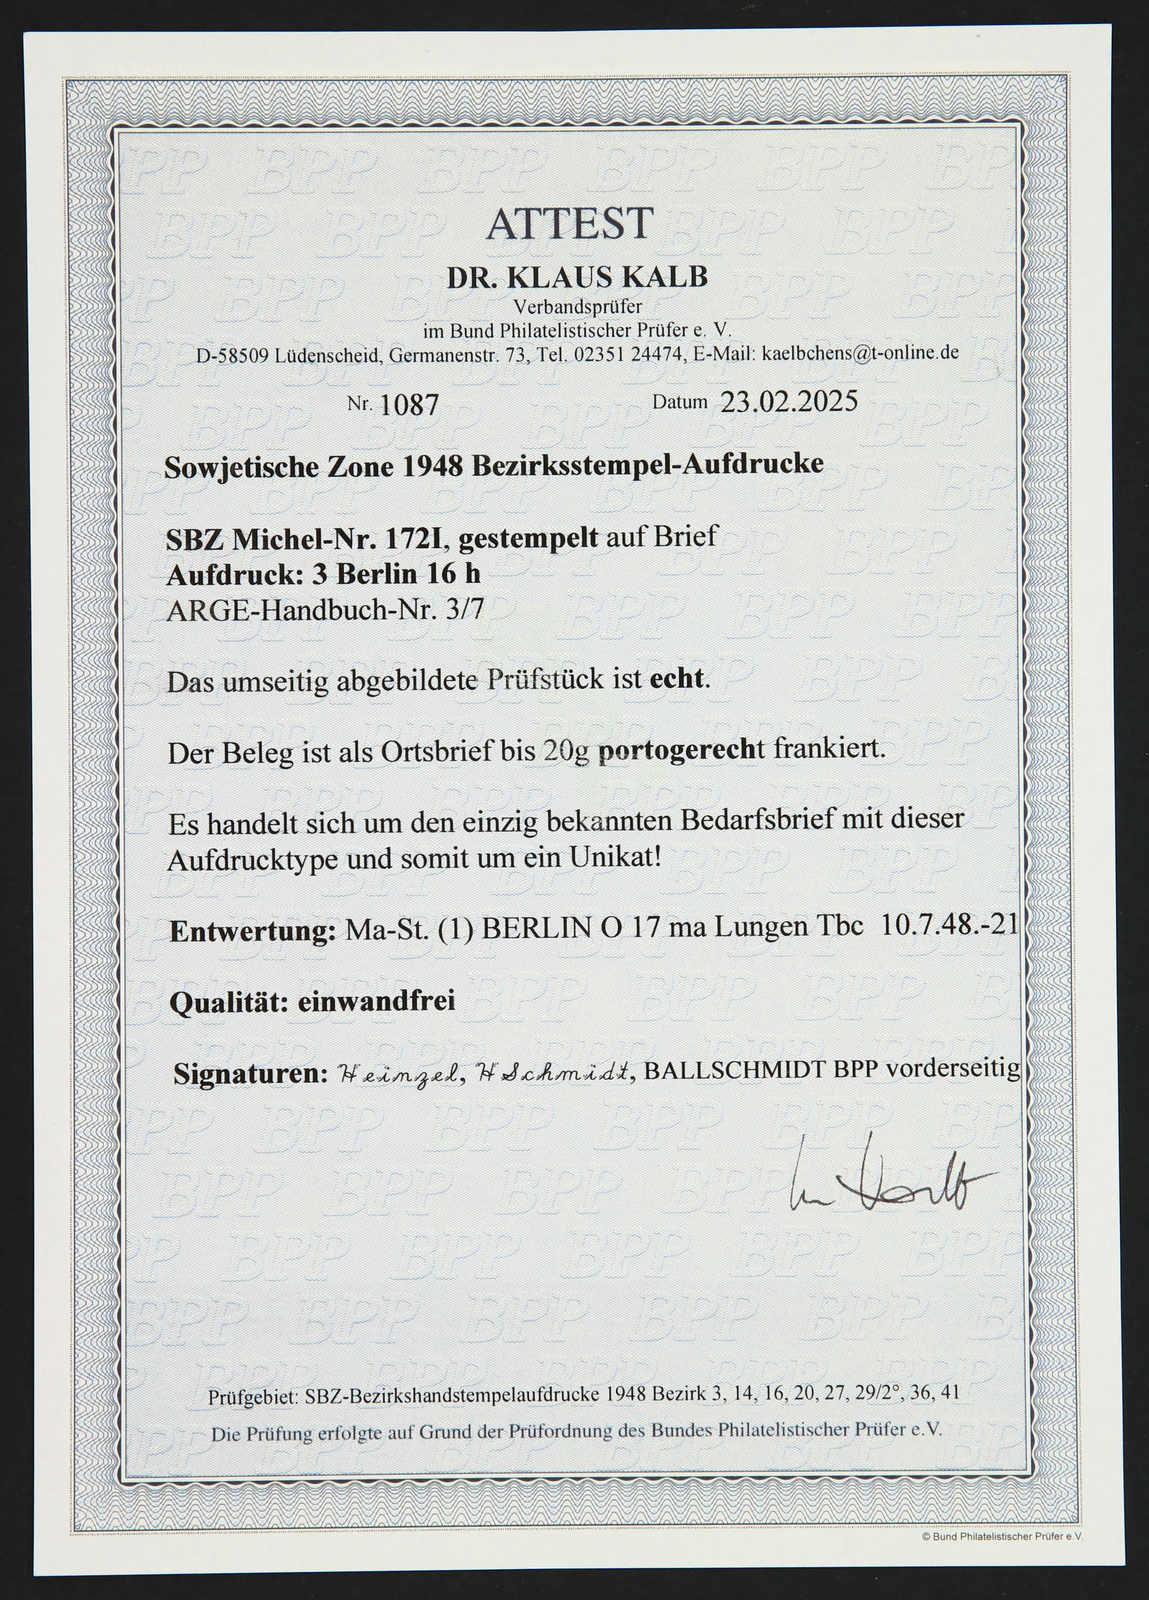 ATTEST
DR. KLAUS KALB
Verbandsprüfer
im Bund Philatelistischer Prüfer e. V.
D-58509 Lüdenscheid, Germanenstr. 73, Tel. 02351 24474, E-Mail: kaelbchens@t-online.de
Nr. 1087 Datum 23.02.2025
Sowjetische Zone 1948 Bezirksstempel-Aufdrucke
SBZ Michel-Nr. 172I, gestempelt auf Brief
Aufdruck: 3 Berlin 16 h
ARGE-Handbuch-Nr. 3/7
Das umseitig abgebildete Prüfstück ist echt.
Der Beleg ist als Ortsbrief bis 20g portogerecht frankiert.
Es handelt sich um den einzig bekannten Bedarfsbrief mit dieser
Aufdrucktype und somit um ein Unikat!
Entwertung: Ma-St. (1) BERLIN O 17 ma Lungen Tbc 10.7.48.-21
Qualität: einwandfrei
Signaturen: Heinzel, H Schmidt, BALLSCHMIDT BPP vorderseitig
Kalb
Prüfgebiet: SBZ-Bezirkshandstempelaufdrucke 1948 Bezirk 3, 14, 16, 20, 27, 29/2°, 36, 41
Die Prüfung erfolgte auf Grund der Prüfordnung des Bundes Philatelistischer Prüfer e.V.
© Bund Philatelistischer Prüfer e.V.